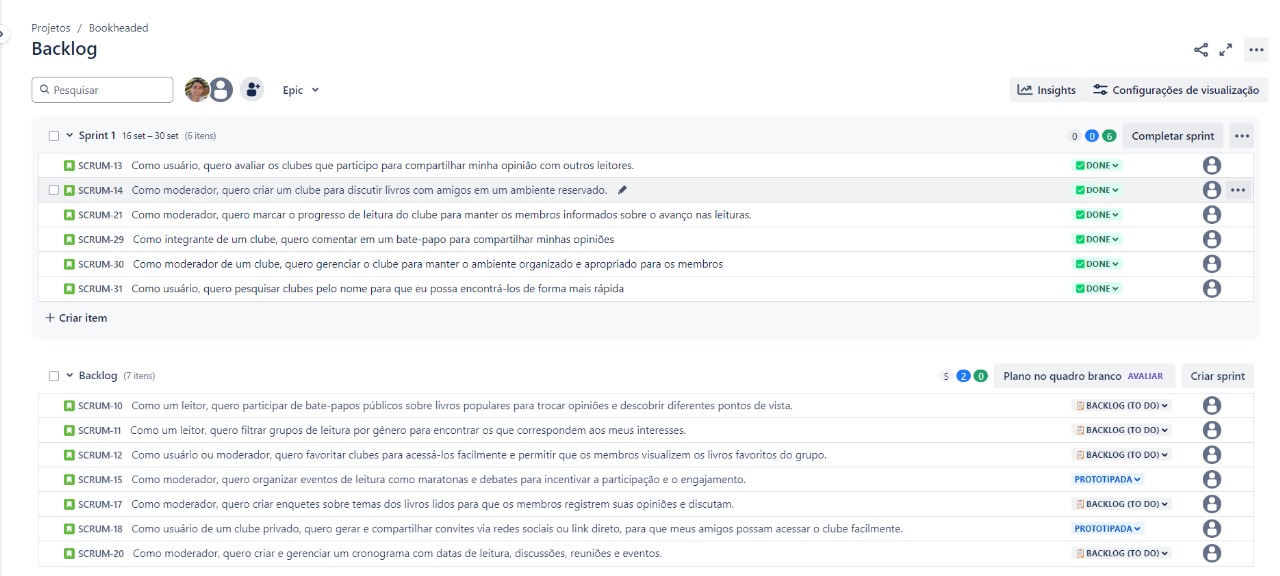 Projetos / Bookheaded
Backlog
Pesquisar
Epic
Insights
Configurações de visualização
Sprint 1 16 set – 30 set (6 itens) 0 0 6 Completar sprint
SCRUM-13 Como usuário, quero avaliar os clubes que participo para compartilhar minha opinião com outros leitores. DONE
SCRUM-14 Como moderador, quero criar um clube para discutir livros com amigos em um ambiente reservado. DONE
SCRUM-21 Como moderador, quero marcar o progresso de leitura do clube para manter os membros informados sobre o avanço nas leituras. DONE
SCRUM-29 Como integrante de um clube, quero comentar em um bate-papo para compartilhar minhas opiniões DONE
SCRUM-30 Como moderador de um clube, quero gerenciar o clube para manter o ambiente organizado e apropriado para os membros DONE
SCRUM-31 Como usuário, quero pesquisar clubes pelo nome para que eu possa encontrá-los de forma mais rápida DONE
+ Criar item
Backlog (7 itens) 5 2 0 Plano no quadro branco AVALIAR Criar sprint
SCRUM-10 Como um leitor, quero participar de bate-papos públicos sobre livros populares para trocar opiniões e descobrir diferentes pontos de vista. BACKLOG (TO DO)
SCRUM-11 Como um leitor, quero filtrar grupos de leitura por gênero para encontrar os que correspondem aos meus interesses. BACKLOG (TO DO)
SCRUM-12 Como usuário ou moderador, quero favoritar clubes para acessá-los facilmente e permitir que os membros visualizem os livros favoritos do grupo. BACKLOG (TO DO)
SCRUM-15 Como moderador, quero organizar eventos de leitura como maratonas e debates para incentivar a participação e o engajamento. PROTOTIPADA
SCRUM-17 Como moderador, quero criar enquetes sobre temas dos livros lidos para que os membros registrem suas opiniões e discutam. BACKLOG (TO DO)
SCRUM-18 Como usuário de um clube privado, quero gerar e compartilhar convites via redes sociais ou link direto, para que meus amigos possam acessar o clube facilmente. PROTOTIPADA
SCRUM-20 Como moderador, quero criar e gerenciar um cronograma com datas de leitura, discussões, reuniões e eventos. BACKLOG (TO DO)